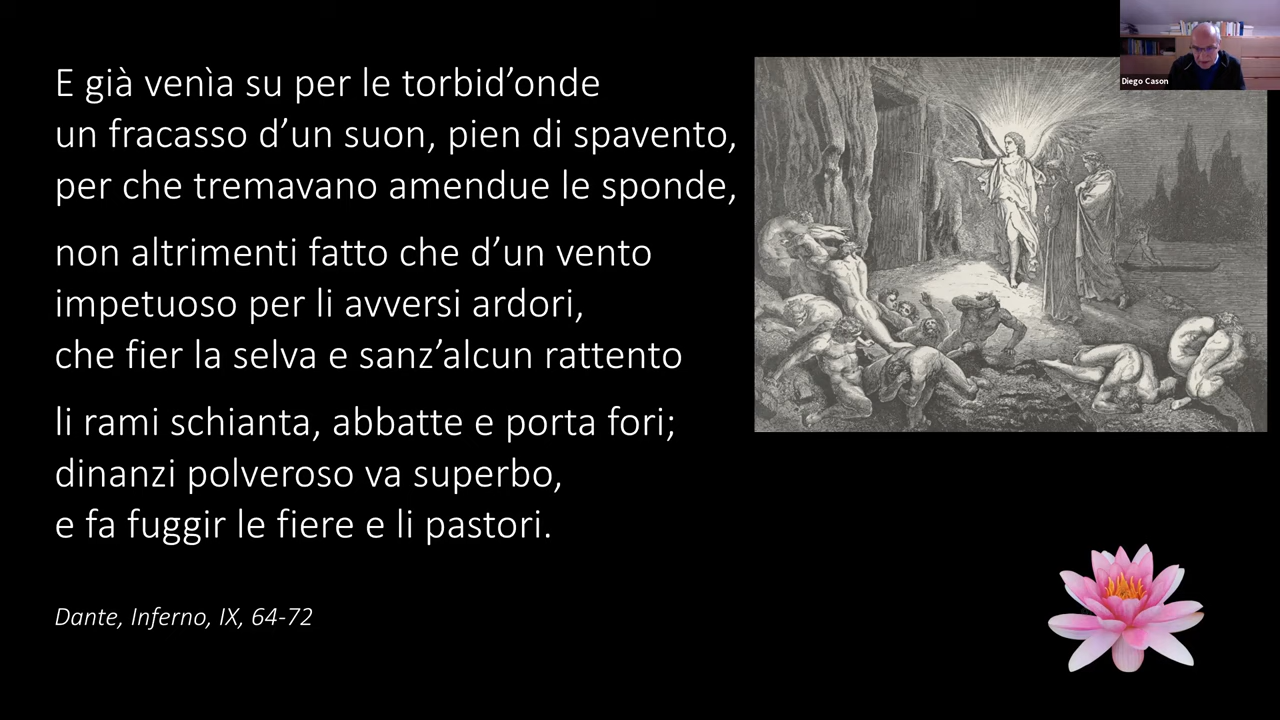 E già venìa su per le torbid’onde
un fracasso d’un suon, pien di spavento,
per che tremavano amendue le sponde,
non altrimenti fatto che d’un vento
impetuoso per li avversi ardori,
che fier la selva e sanz’alcun rattento
li rami schianta, abbatte e porta fori;
dinanzi polveroso va superbo,
e fa fuggir le fiere e li pastori.
Dante, Inferno, IX, 64-72
Diego Cason